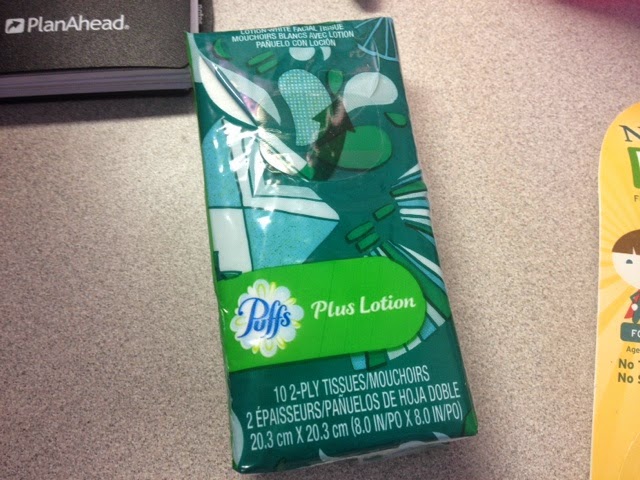 PlanAhead.
LOTION WHITE FACIAL TISSUE
MOUCHOIRS BLANCS AVEC LOTION
PAÑUELO CON LOCIÓN
Puffs
Plus Lotion
10 2-PLY TISSUES/MOUCHOIRS
2 ÉPAISSEURS/PAÑUELOS DE HOJA DOBLE
20.3 cm X 20.3 cm (8.0 IN/PO X 8.0 IN/PO)
No
No